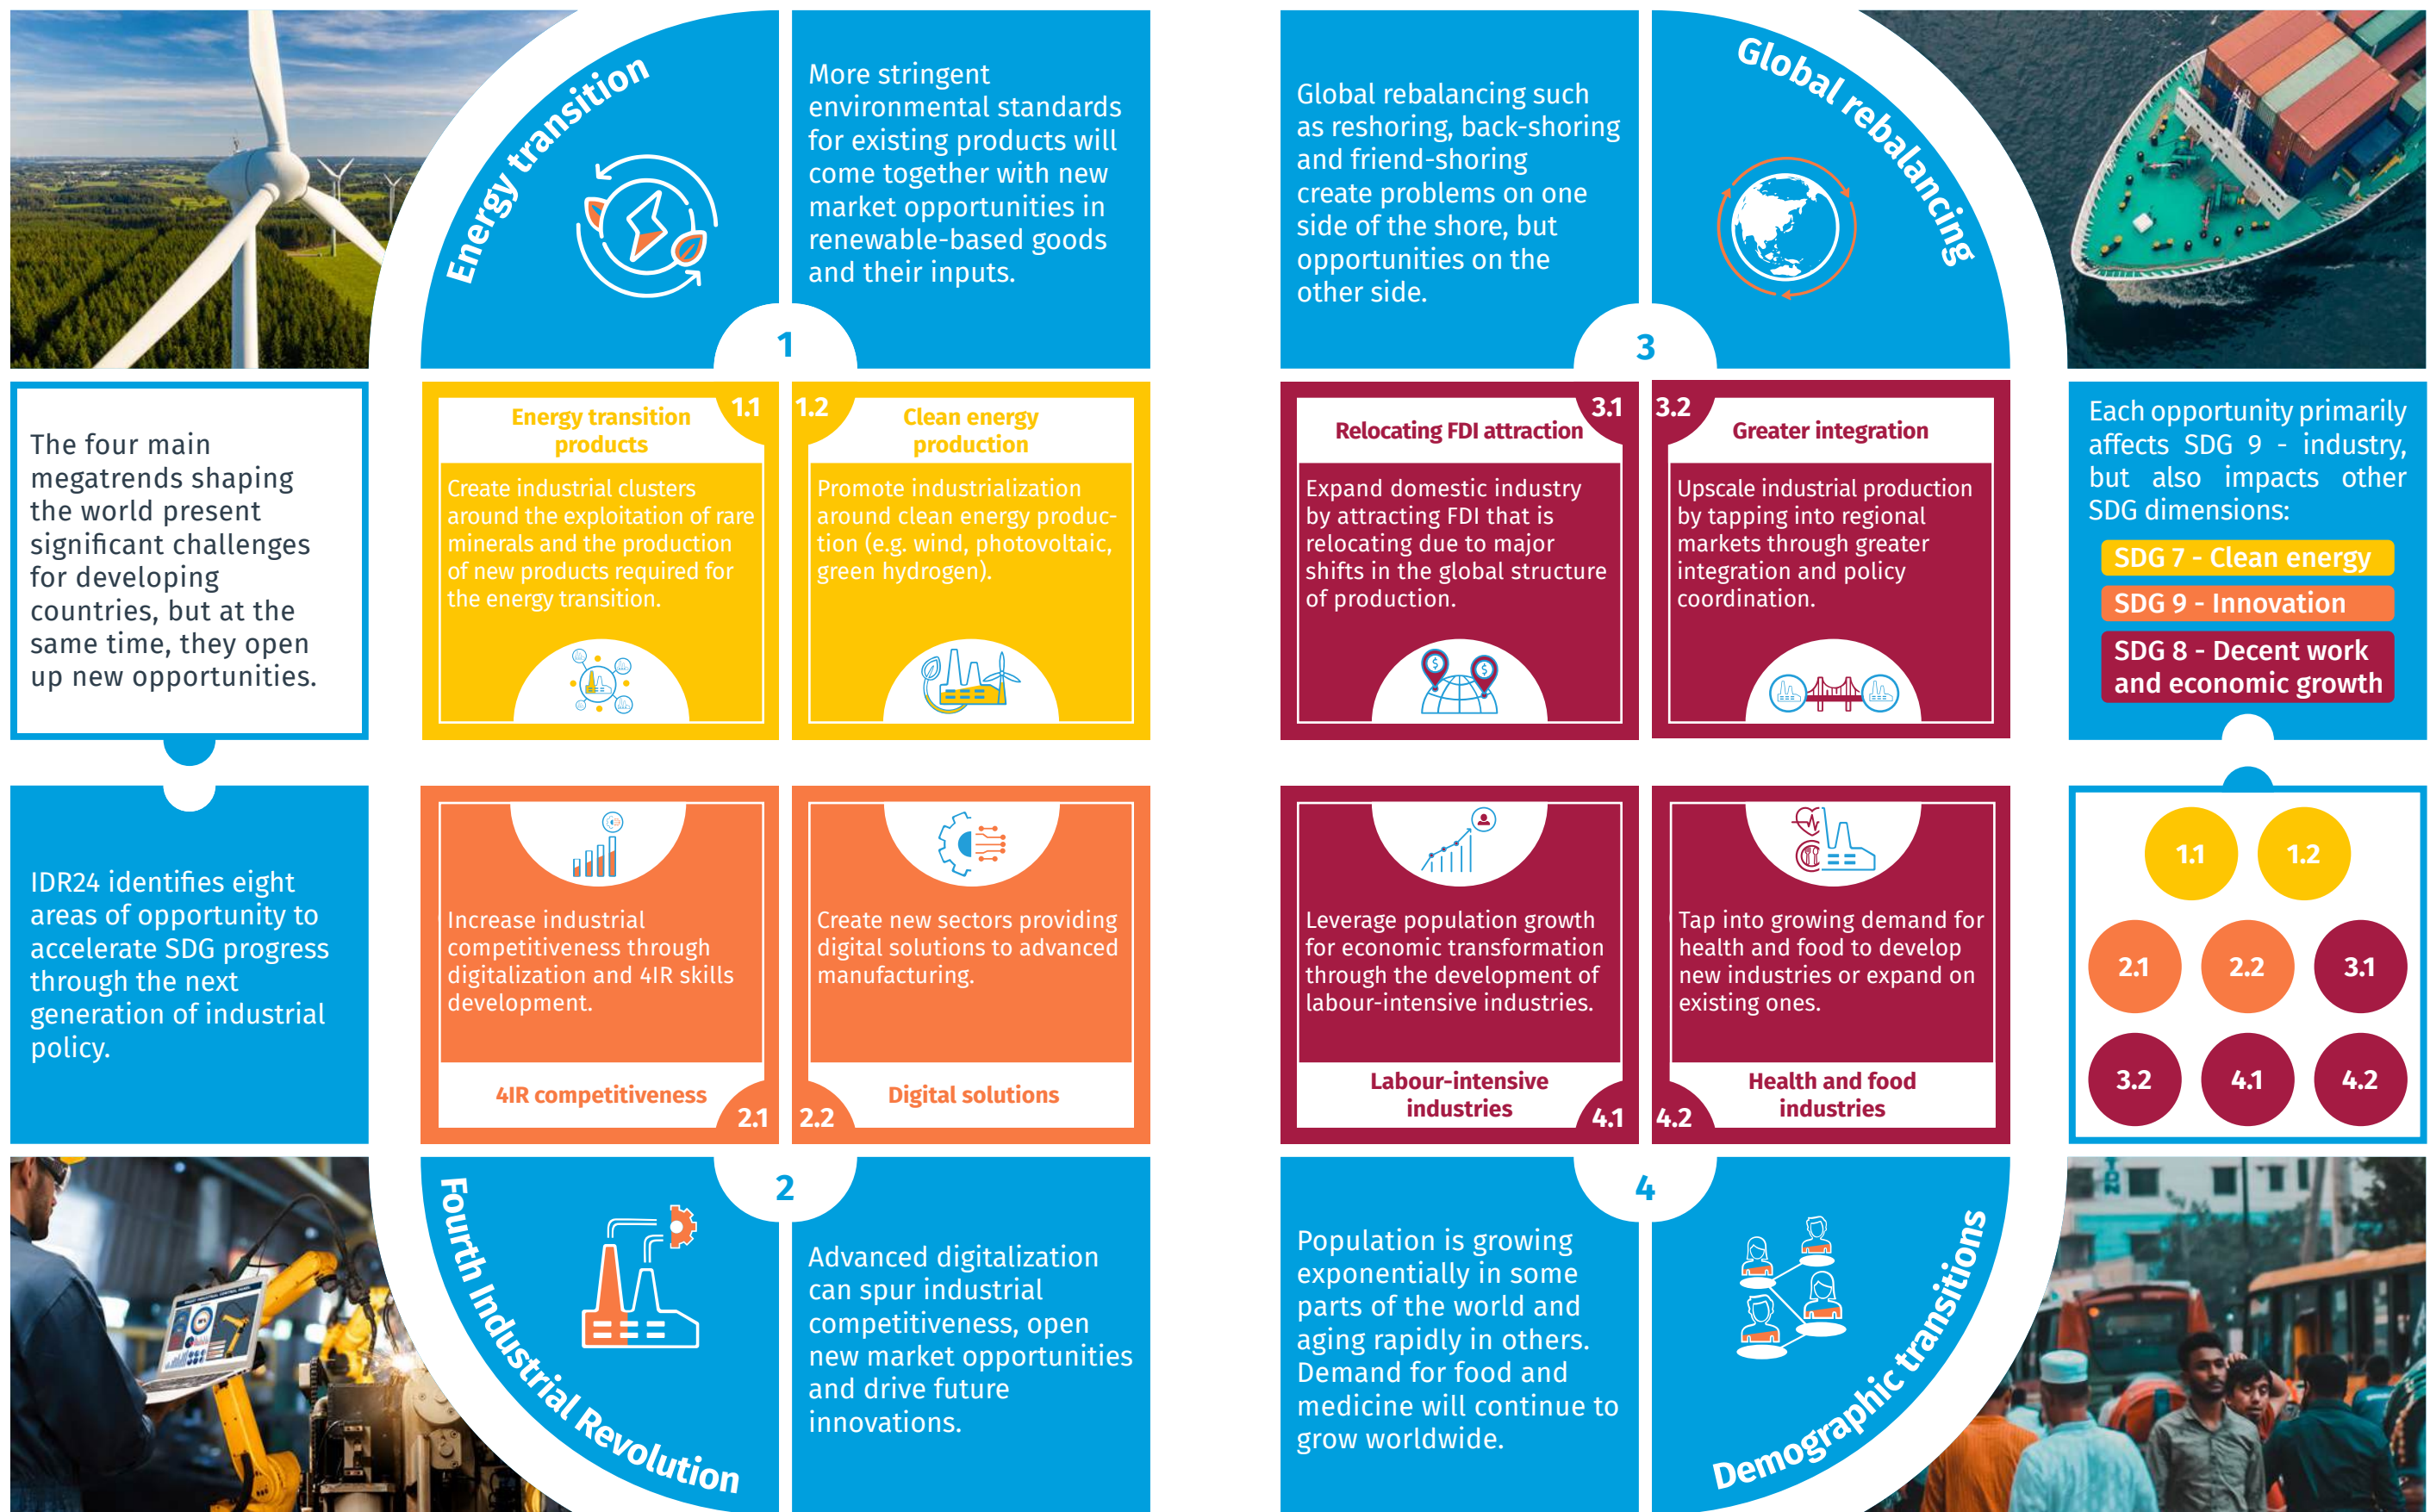 Energy transition
More stringent
environmental standards
for existing products will
come together with new
market opportunities in
renewable-based goods
and their inputs.
1
Global rebalancing such
as reshoring, back-shoring
and friend-shoring
create problems on one
side of the shore, but
opportunities on the
other side.
Global rebalancing
3
The four main
megatrends shaping
the world present
significant challenges
for developing
countries, but at the
same time, they open
up new opportunities.
Energy transition
products
1.1
Create industrial clusters
around the exploitation of rare
minerals and the production
of new products required for
the energy transition.
1.2
Clean energy
production
Promote industrialization
around clean energy produc-
tion (e.g. wind, photovoltaic,
green hydrogen).
Relocating FDI attraction
3.1
Expand domestic industry
by attracting FDI that is
relocating due to major
shifts in the global structure
of production.
3.2
Greater integration
Upscale industrial production
by tapping into regional
markets through greater
integration and policy
coordination.
Each opportunity primarily
affects SDG 9 - industry,
but also impacts other
SDG dimensions:
SDG 7 - Clean energy
SDG 9 - Innovation
SDG 8 - Decent work
and economic growth
IDR24 identifies eight
areas of opportunity to
accelerate SDG progress
through the next
generation of industrial
policy.
Increase industrial
competitiveness through
digitalization and 4IR skills
development.
4IR competitiveness
2.1
Create new sectors providing
digital solutions to advanced
manufacturing.
2.2
Digital solutions
Leverage population growth
for economic transformation
through the development of
labour-intensive industries.
Labour-intensive
industries
4.1
Tap into growing demand for
health and food to develop
new industries or expand on
existing ones.
4.2
Health and food
industries
1.1 1.2
2.1 2.2 3.1
3.2 4.1 4.2
Fourth Industrial Revolution
2
Advanced digitalization
can spur industrial
competitiveness, open
new market opportunities
and drive future
innovations.
4
Population is growing
exponentially in some
parts of the world and
aging rapidly in others.
Demand for food and
medicine will continue to
grow worldwide.
Demographic transitions